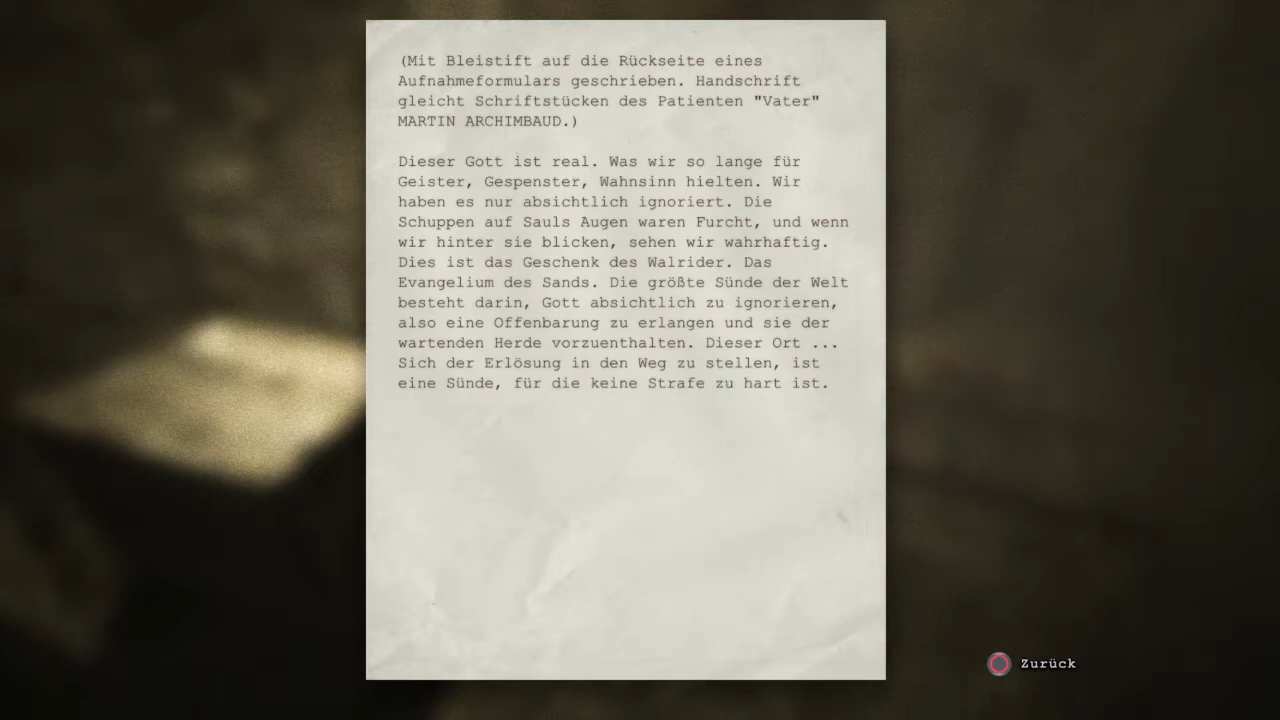 (Mit Bleistift auf die Rückseite eines
Aufnahmeformulars geschrieben. Handschrift
gleicht Schriftstücken des Patienten "Vater"
MARTIN ARCHIMBAUD.)
Dieser Gott ist real. Was wir so lange für
Geister, Gespenster, Wahnsinn hielten. Wir
haben es nur absichtlich ignoriert. Die
Schuppen auf Sauls Augen waren Furcht, und wenn
wir hinter sie blicken, sehen wir wahrhaftig.
Dies ist das Geschenk des Walrider. Das
Evangelium des Sands. Die größte Sünde der Welt
besteht darin, Gott absichtlich zu ignorieren,
also eine Offenbarung zu erlangen und sie der
wartenden Herde vorzuenthalten. Dieser Ort ...
Sich der Erlösung in den Weg zu stellen, ist
eine Sünde, für die keine Strafe zu hart ist.
Zurück